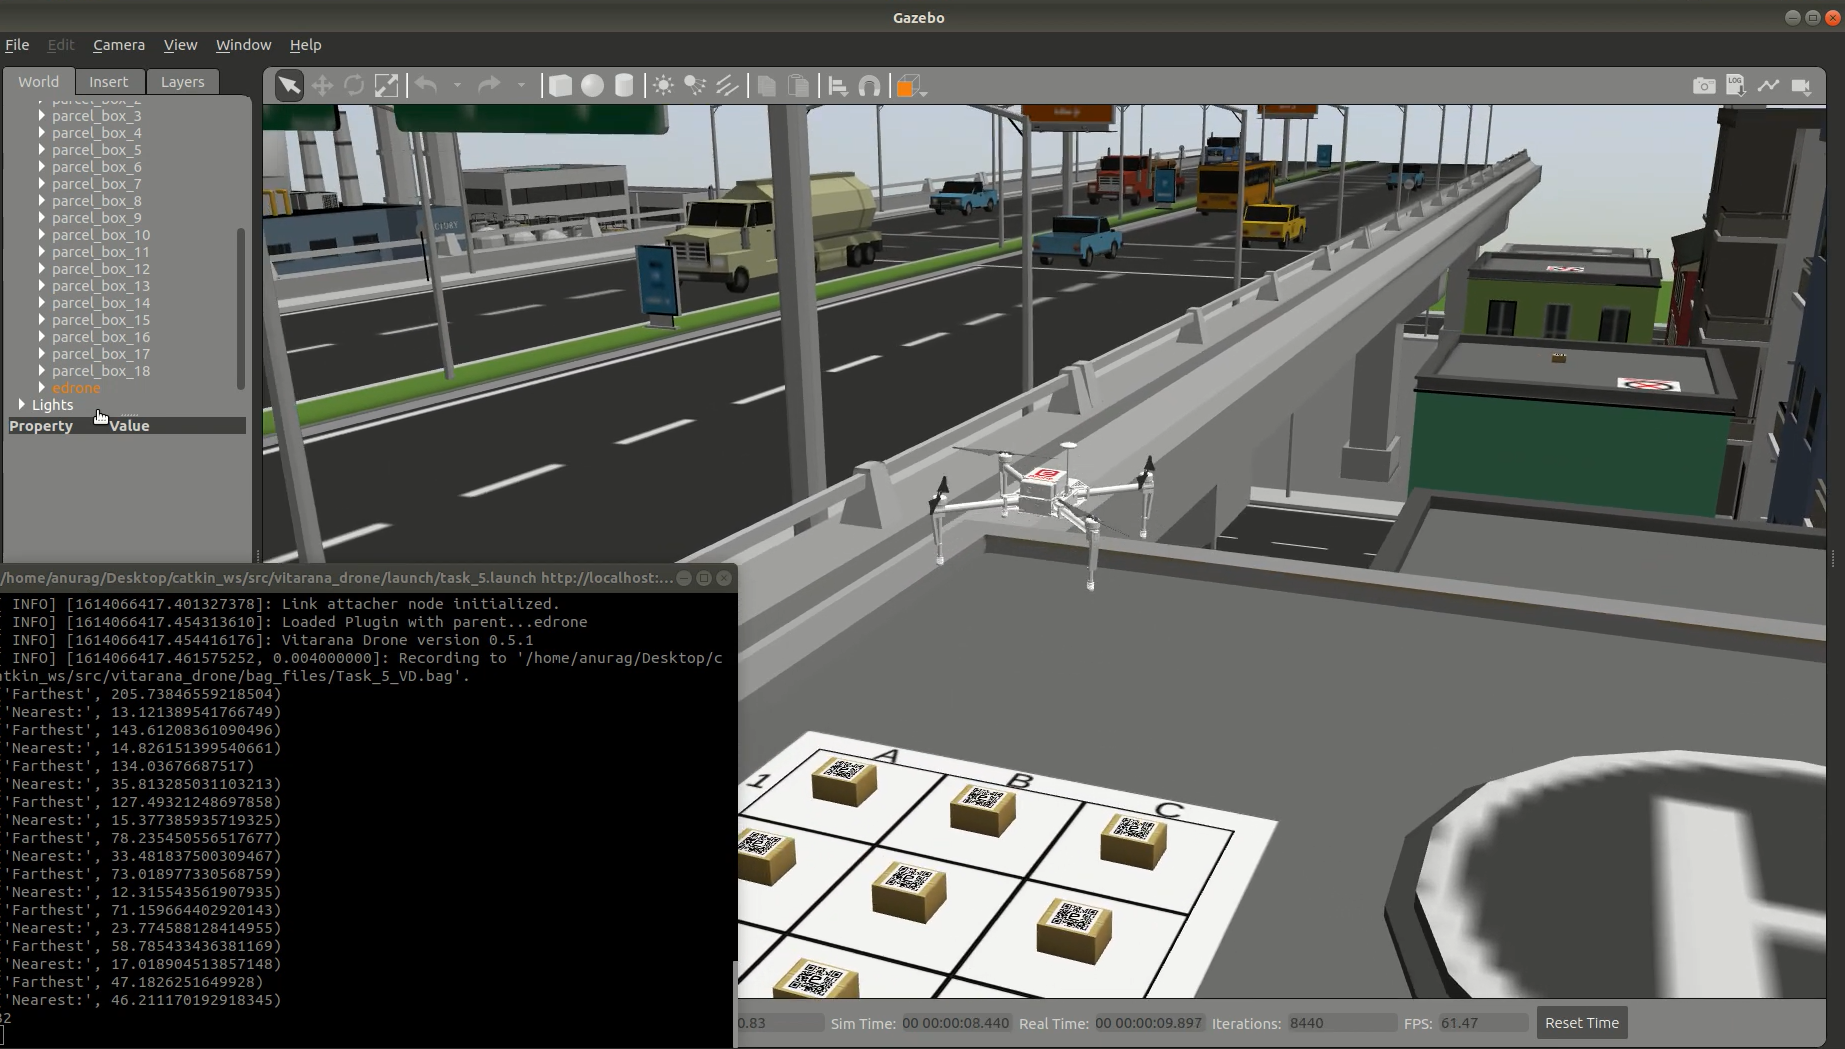 Gazebo
File Edit Camera View Window Help
World Insert Layers
parcel_box_2
parcel_box_3
parcel_box_4
parcel_box_5
parcel_box_6
parcel_box_7
parcel_box_8
parcel_box_9
parcel_box_10
parcel_box_11
parcel_box_12
parcel_box_13
parcel_box_14
parcel_box_15
parcel_box_16
parcel_box_17
parcel_box_18
edrone
Lights
Property Value
LOG
/home/anurag/Desktop/catkin_ws/src/vitarana_drone/launch/task_5.launch http://localhost:...
INFO] [1614066417.401327378]: Link attacher node initialized.
INFO] [1614066417.454313610]: Loaded Plugin with parent...edrone
INFO] [1614066417.454416176]: Vitarana Drone version 0.5.1
INFO] [1614066417.461575252, 0.004000000]: Recording to '/home/anurag/Desktop/c
atkin_ws/src/vitarana_drone/bag_files/Task_5_VD.bag'.
'Farthest', 205.73846559218504)
'Nearest:', 13.121389541766749)
'Farthest', 143.61208361090496)
'Nearest:', 14.826151399540661)
'Farthest', 134.03676687517)
'Nearest:', 35.813285031103213)
'Farthest', 127.49321248697858)
'Nearest:', 15.377385935719325)
'Farthest', 78.2354505565​17677)
'Nearest:', 33.481837500309467)
'Farthest', 73.018977330568759)
'Nearest:', 12.315543561907935)
'Farthest', 71.159664402920143)
'Nearest:', 23.774588128414955)
'Farthest', 58.785433436381169)
'Nearest:', 17.018904513857148)
'Farthest', 47.1826251649928)
'Nearest:', 46.211170192918345)
32
A
B
C
1
H
0.83 Sim Time: 00 00:00:08.440 Real Time: 00 00:00:09.897 Iterations: 8440 FPS: 61.47 Reset Time